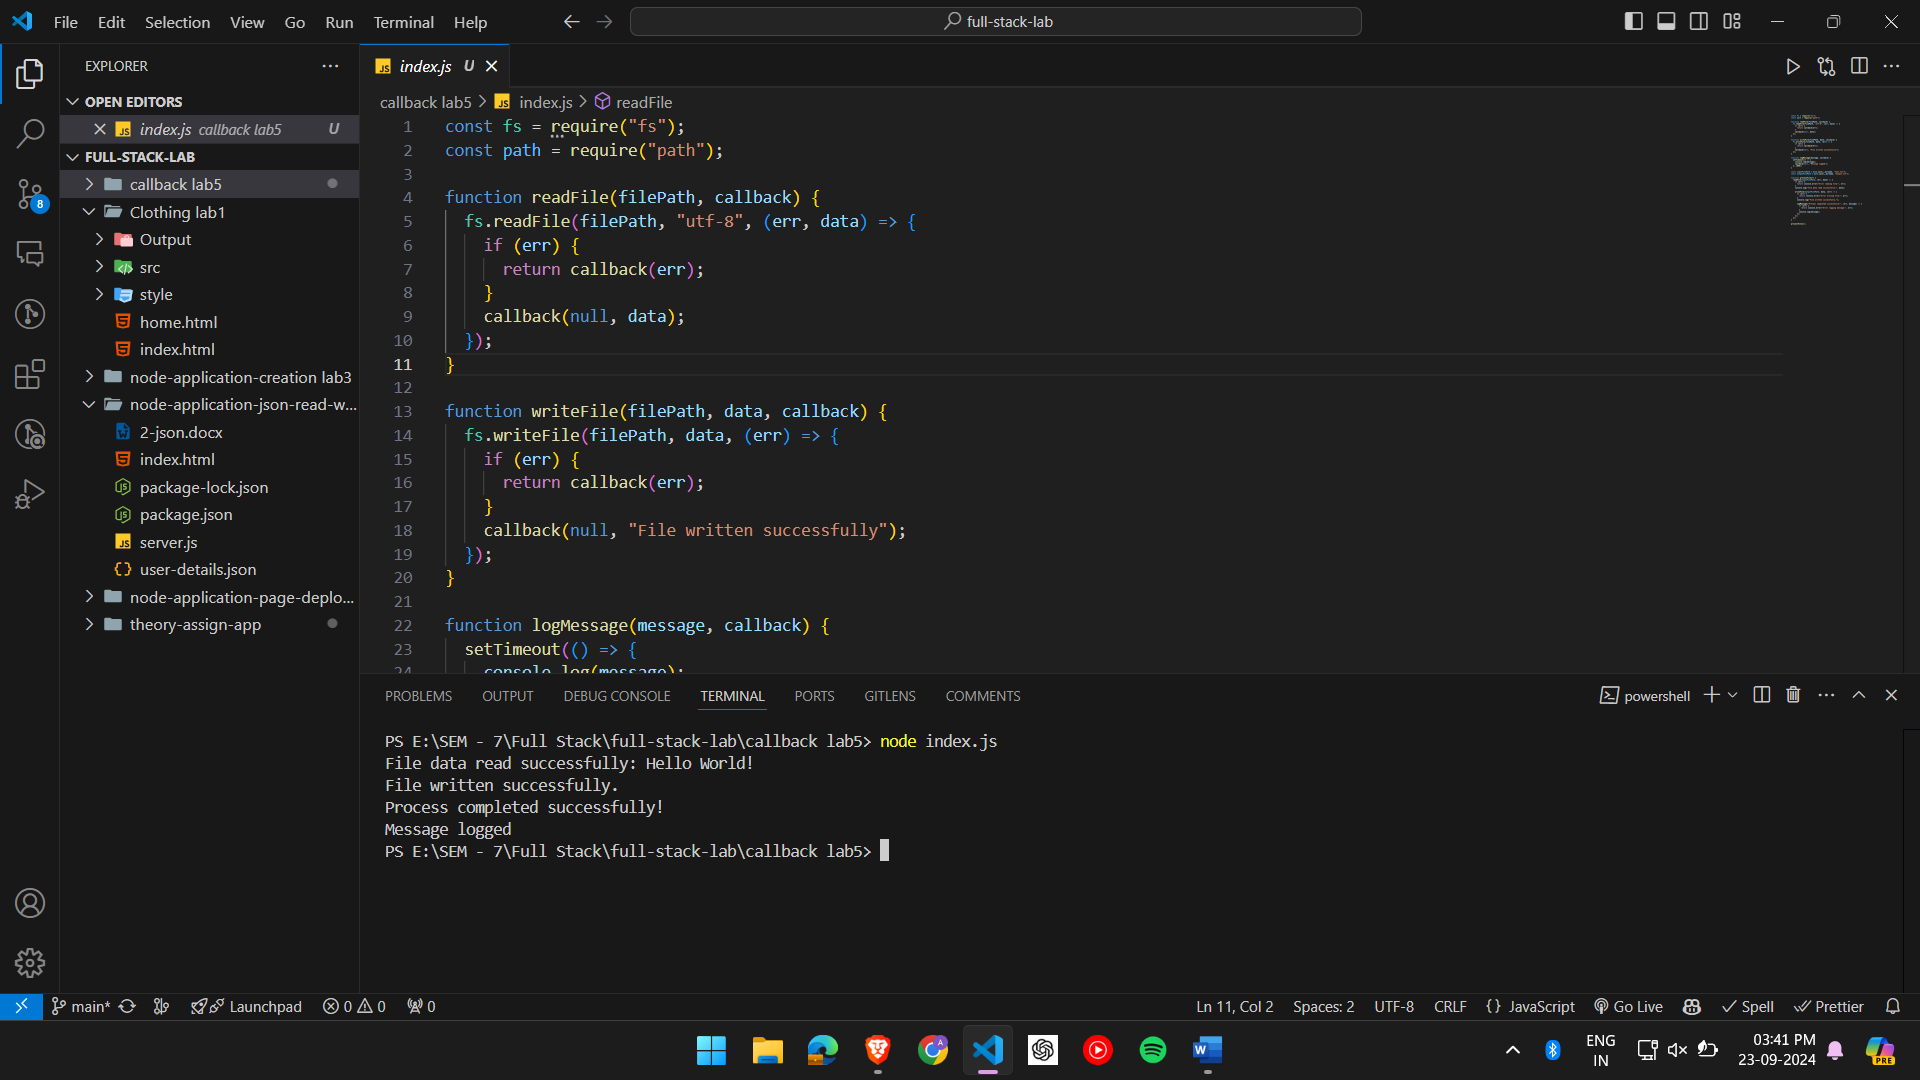 File Edit Selection View Go Run Terminal Help
full-stack-lab
EXPLORER
OPEN EDITORS
index.js callback lab5 U
FULL-STACK-LAB
callback lab5
Clothing lab1
Output
src
style
home.html
index.html
node-application-creation lab3
node-application-json-read-w...
2-json.docx
index.html
package-lock.json
package.json
server.js
user-details.json
node-application-page-deplo...
theory-assign-app
8
index.js U
callback lab5 > index.js > readFile
1 const fs = require("fs");
2 const path = require("path");
3
4 function readFile(filePath, callback) {
5 fs.readFile(filePath, "utf-8", (err, data) => {
6 if (err) {
7 return callback(err);
8 }
9 callback(null, data);
10 });
11 }
12
13 function writeFile(filePath, data, callback) {
14 fs.writeFile(filePath, data, (err) => {
15 if (err) {
16 return callback(err);
17 }
18 callback(null, "File written successfully");
19 });
20 }
21
22 function logMessage(message, callback) {
23 setTimeout(() => {
24 console.log(message);
PROBLEMS OUTPUT DEBUG CONSOLE TERMINAL PORTS GITLENS COMMENTS
powershell
PS E:\SEM - 7\Full Stack\full-stack-lab\callback lab5> node index.js
File data read successfully: Hello World!
File written successfully.
Process completed successfully!
Message logged
PS E:\SEM - 7\Full Stack\full-stack-lab\callback lab5>
main* Launchpad 0 0 0
Ln 11, Col 2 Spaces: 2 UTF-8 CRLF {} JavaScript Go Live Spell Prettier
ENG
IN
03:41 PM
23-09-2024
PRE